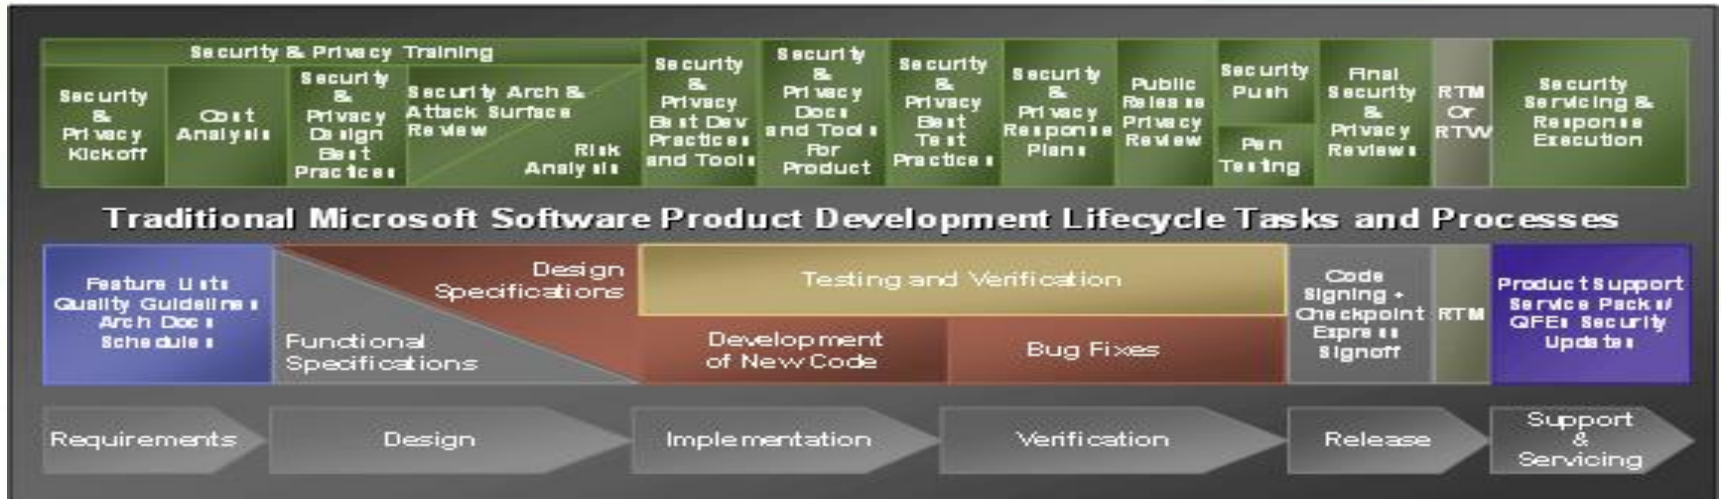 Security & Privacy Training
Security
&
Privacy
Kickoff
Cost
Analysis
Security
&
Privacy
Design
Best
Practices
Security Arch &
Attack Surface
Review
Risk
Analysis
Security
&
Privacy
Best Dev
Practices
and Tools
Security
&
Privacy
Docs
and Tools
For
Product
Security
&
Privacy
Best
Test
Practices
Security
&
Privacy
Response
Plans
Public
Release
Privacy
Review
Security
Push
Pen
Testing
Final
Security
&
Privacy
Reviews
RTM
Or
RTW
Security
Servicing &
Response
Execution
Traditional Microsoft Software Product Development Lifecycle Tasks and Processes
Feature Lists
Quality Guidelines
Arch Docs
Schedules
Design
Specifications
Functional
Specifications
Testing and Verification
Development
of New Code
Bug Fixes
Code
Signing +
Checkpoint
Express
Signoff
RTM
Product Support
Service Packs/
QFEs Security
Updates
Requirements
Design
Implementation
Verification
Release
Support
&
Servicing